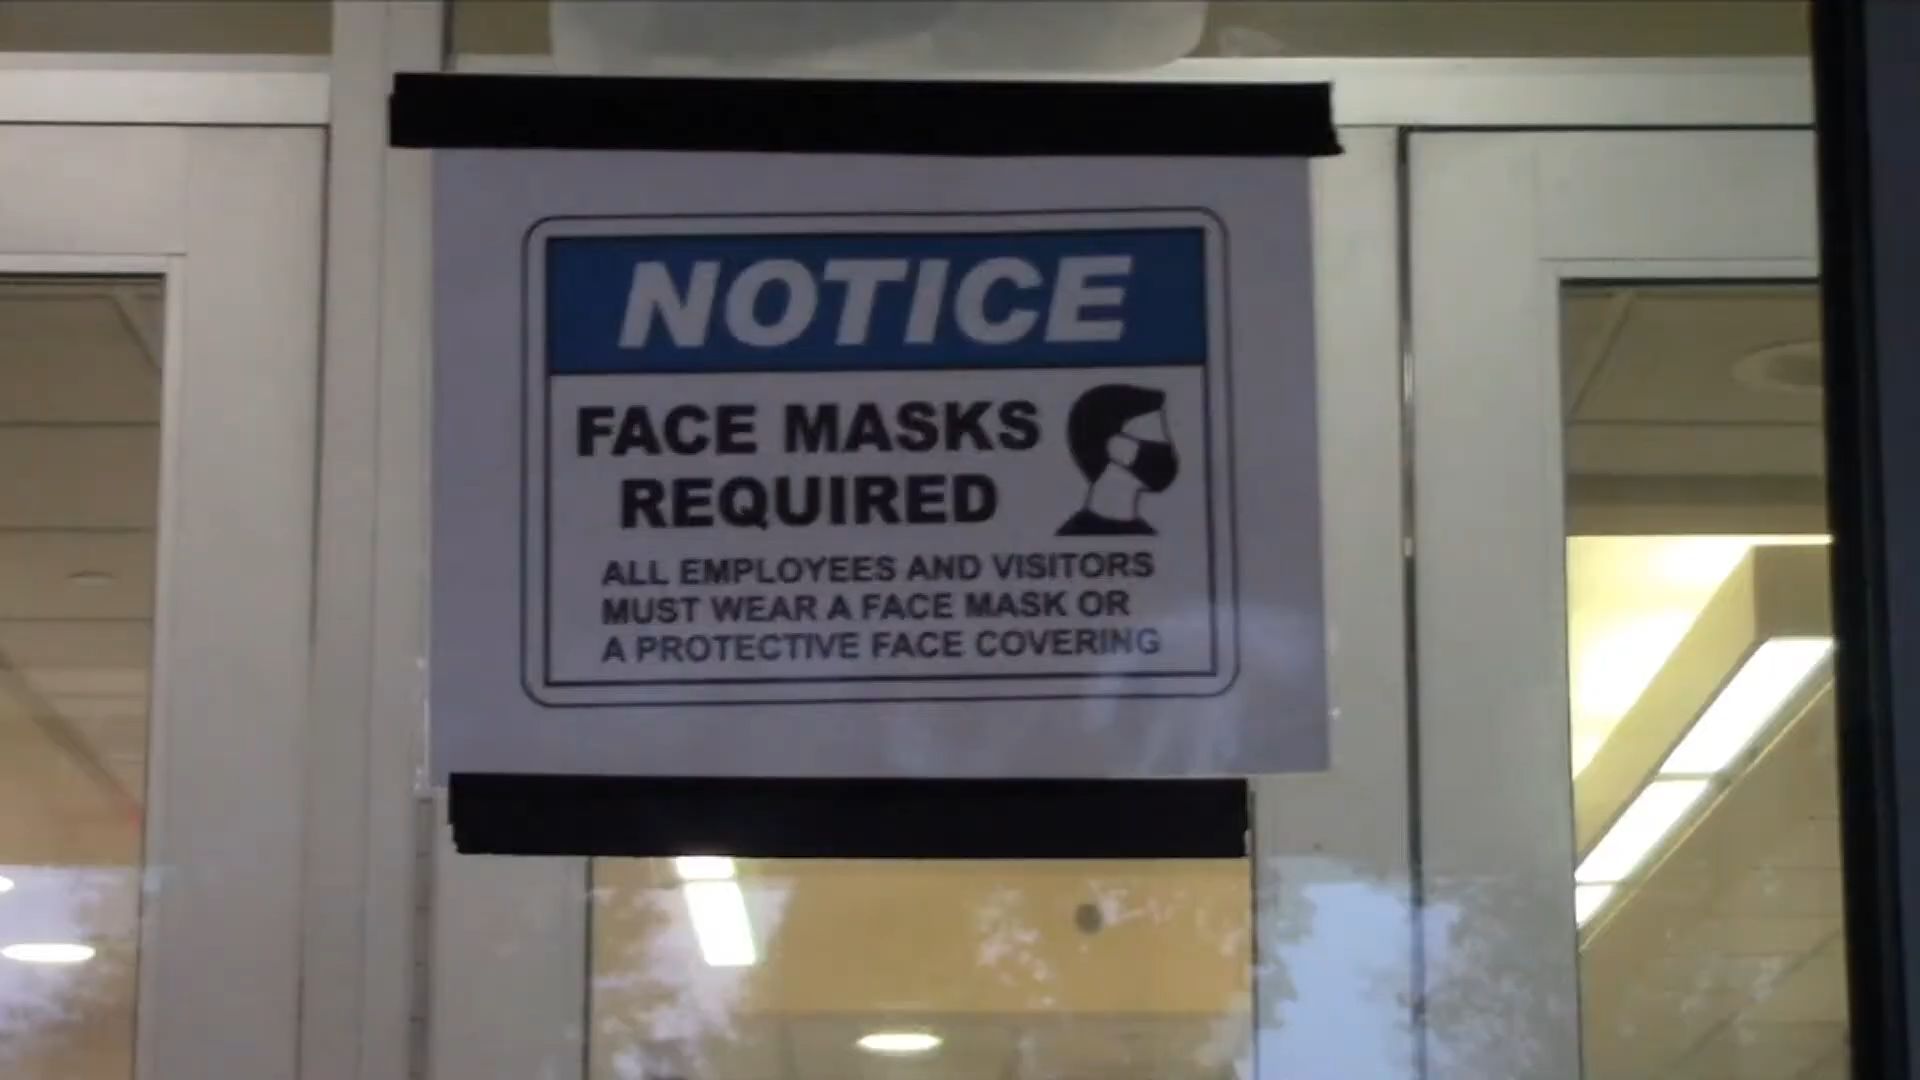 NOTICE
FACE MASKS
REQUIRED
ALL EMPLOYEES AND VISITORS
MUST WEAR A FACE MASK OR
A PROTECTIVE FACE COVERING